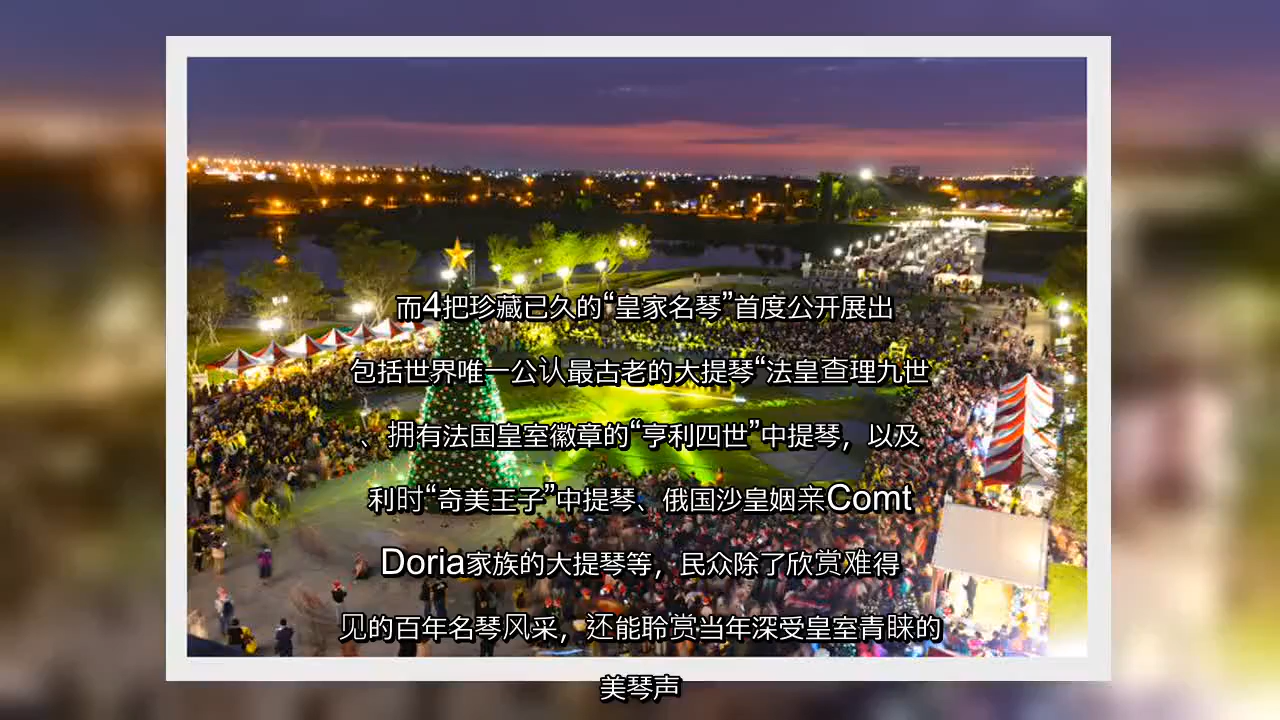 而4把珍藏已久的“皇家名琴”首度公开展出
包括世界唯一公认最古老的大提琴“法皇查理九世
、拥有法国皇室徽章的“亨利四世”中提琴，以及
利时“奇美王子”中提琴、俄国沙皇姻亲Comt
Doria家族的大提琴等，民众除了欣赏难得
见的百年名琴风采，还能聆赏当年深受皇室青睐的
美琴声